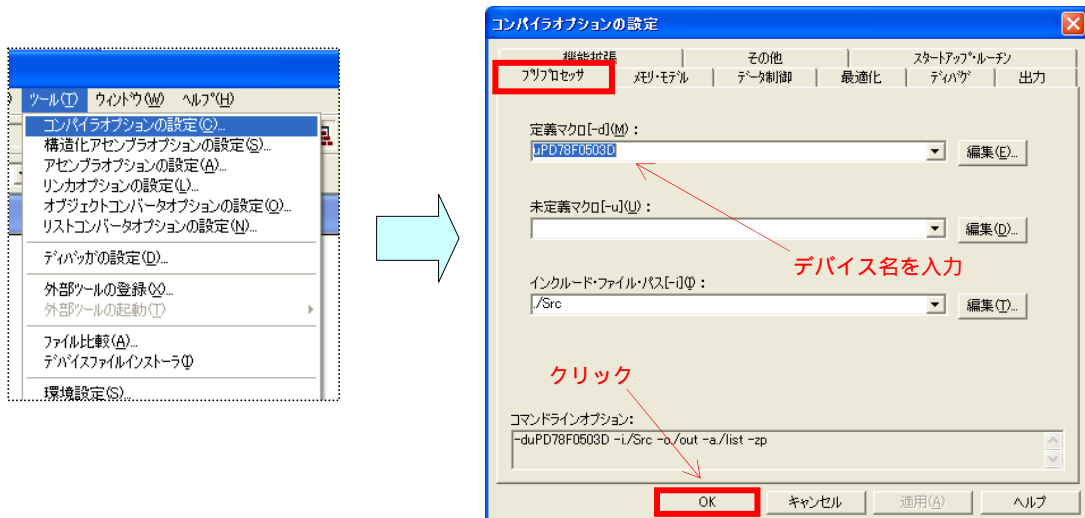 ツール(T) ウィンドウ(W) ヘルプ(H)
コンパイラオプションの設定(C)...
構造化アセンブラオプションの設定(S)...
アセンブラオプションの設定(A)...
リンカオプションの設定(L)...
オブジェクトコンバータオプションの設定(O)...
リストコンバータオプションの設定(N)...
ディバッガの設定(D)...
外部ツールの登録(X)...
外部ツールの起動(T)
ファイル比較(A)...
デバイスファイルインストーラ(I)
環境設定(S)...
コンパイラオプションの設定
機能拡張 その他 スタートアップ・ルーチン
プリプロセッサ メモリ・モデル データ制御 最適化 ディバグ 出力
定義マクロ[-d](M) :
uPD78F0503D 編集(E)...
未定義マクロ[-u](U) :
編集(D)...
デバイス名を入力
インクルード・ファイル・パス[-i](I) :
./Src 編集(T)...
クリック
コマンドラインオプション:
-duPD78F0503D -i./Src -o./out -a./list -zp
OK キャンセル 適用(A) ヘルプ